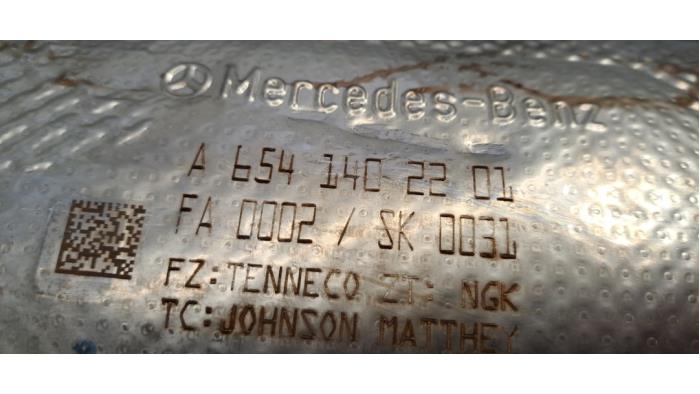 Mercedes-Benz
A 654 140 22 01
FA 0002 / SK 0031
FZ: TENNECO ZT: NGK
TC: JOHNSON MATTHEY